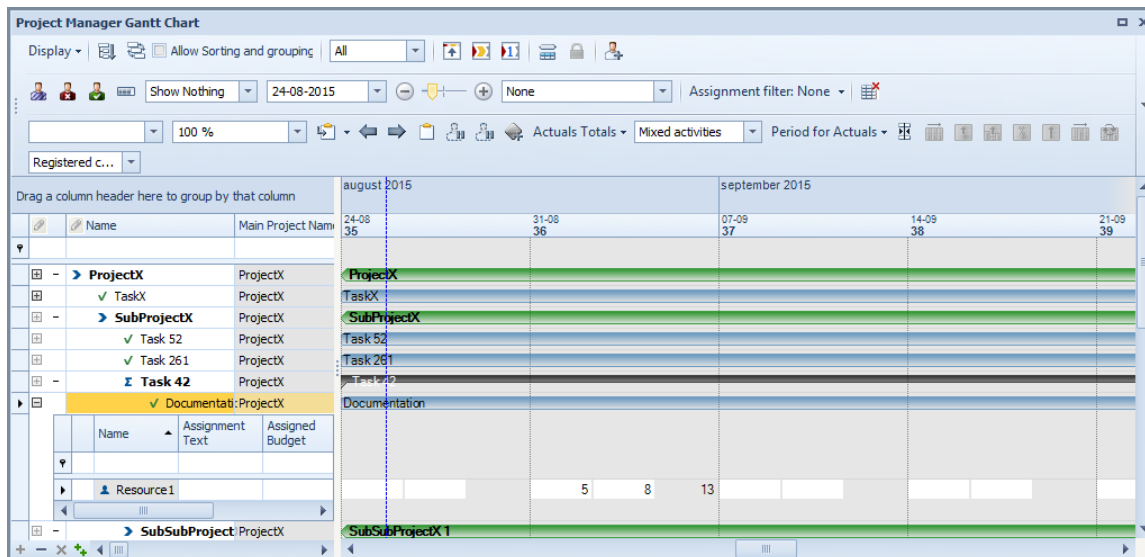 Project Manager Gantt Chart
Display Allow Sorting and grouping All
Show Nothing 24-08-2015 None Assignment filter: None
100 % Actuals Totals Mixed activities Period for Actuals
Registered c...
Drag a column header here to group by that column
august 2015 september 2015
Name Main Project Nam
24-08 31-08 07-09 14-09 21-09
35 36 37 38 39
ProjectX ProjectX ProjectX
TaskX ProjectX TaskX
SubProjectX ProjectX SubProjectX
Task 52 ProjectX Task 52
Task 261 ProjectX Task 261
Σ Task 42 ProjectX Task 42
Documentati: ProjectX Documentation
Name Assignment Text Assigned Budget
Resource1 5 8 13
SubSubProject ProjectX SubSubProjectX 1